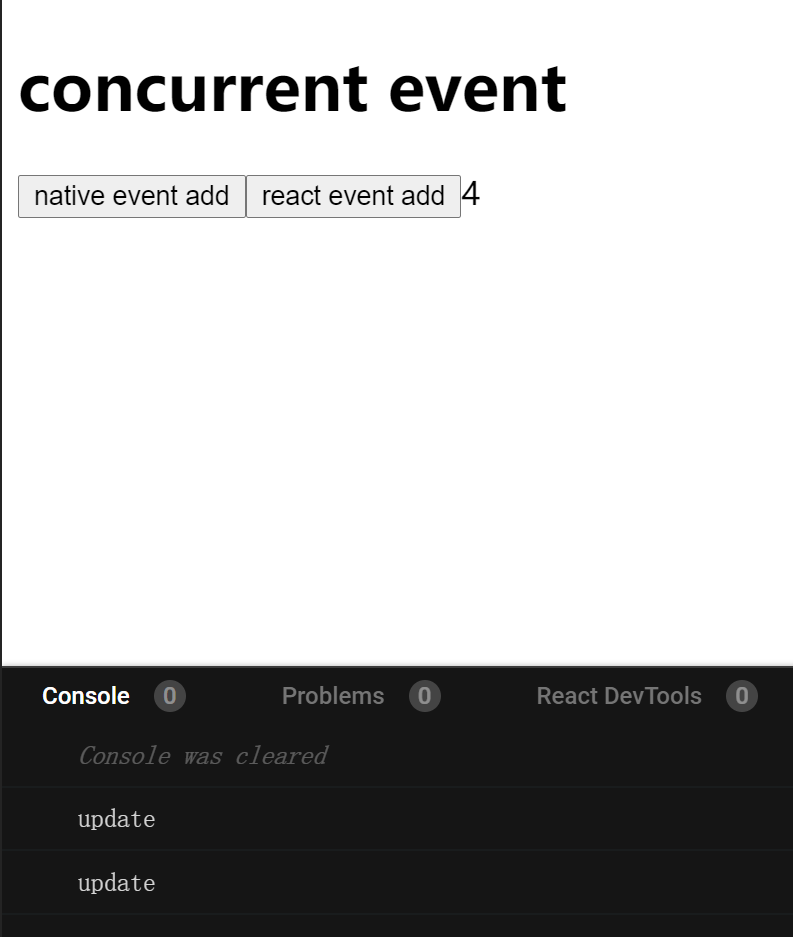 concurrent event
native event add react event add 4
Console 0 Problems 0 React DevTools 0
Console was cleared
update
update